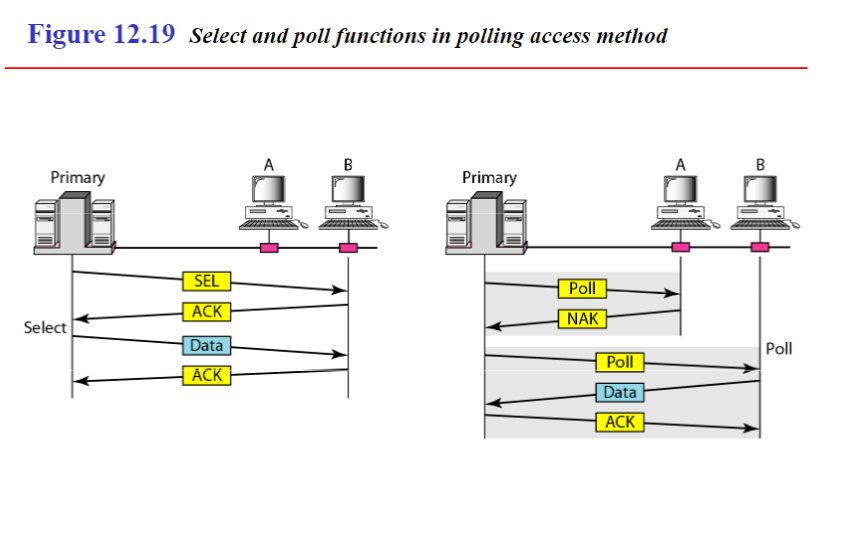 Figure 12.19 Select and poll functions in polling access method
Primary
A
B
SEL
ACK
Select
Data
ACK
Primary
A
B
Poll
NAK
Poll
Poll
Data
ACK